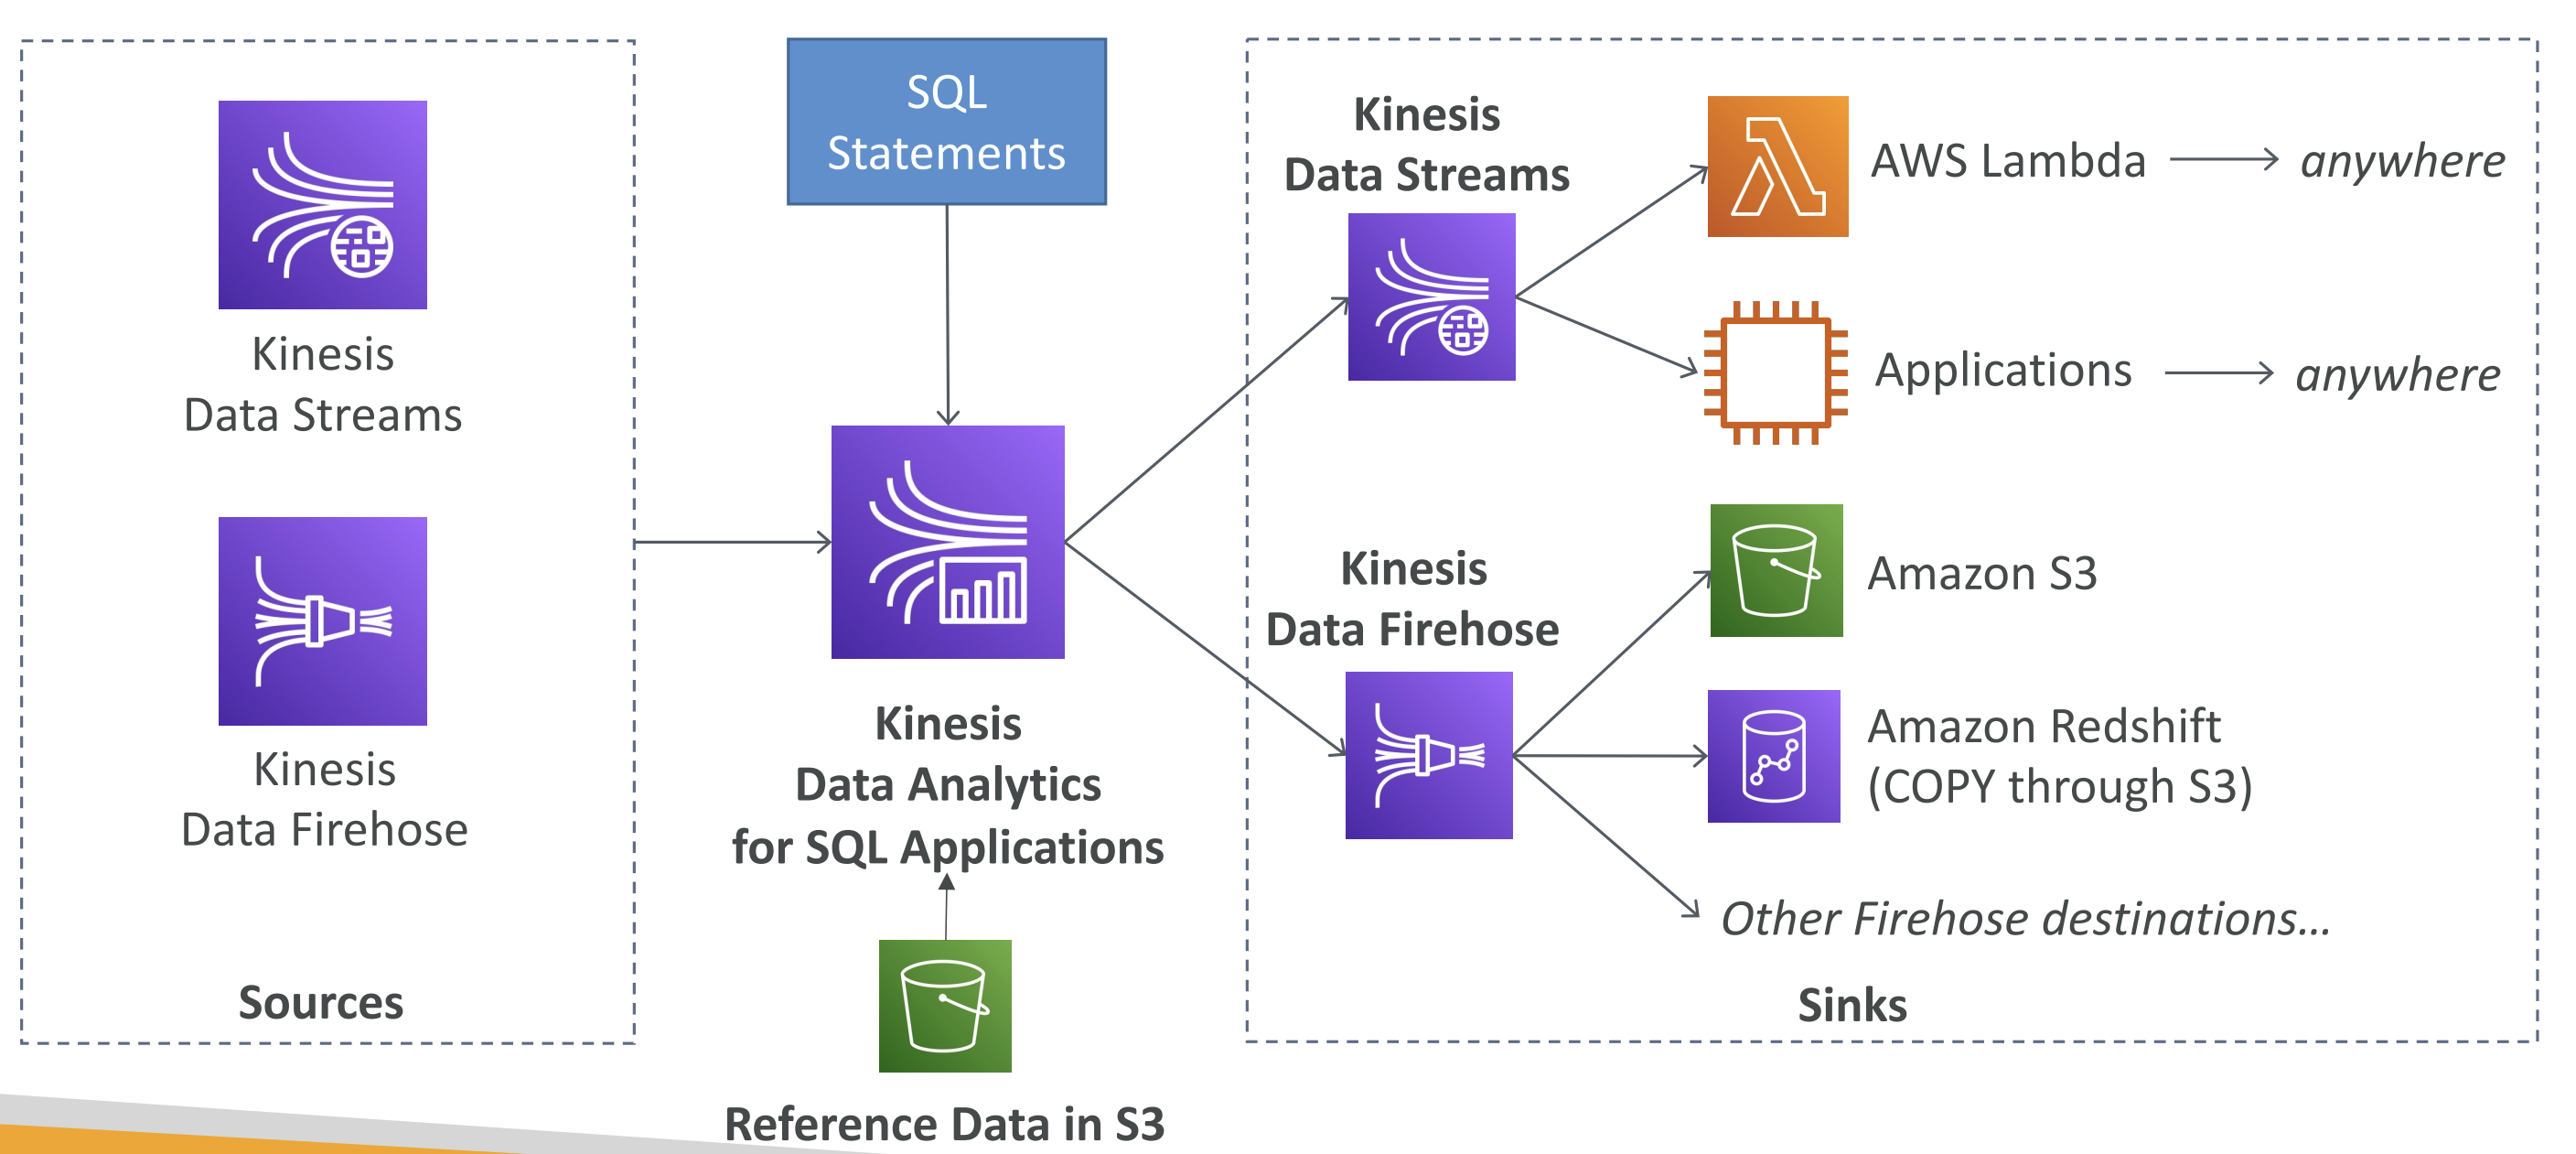 Kinesis
Data Streams
Kinesis
Data Firehose
Sources
SQL
Statements
Kinesis
Data Analytics
for SQL Applications
Reference Data in S3
Kinesis
Data Streams
AWS Lambda
anywhere
Applications
anywhere
Kinesis
Data Firehose
Amazon S3
Amazon Redshift
(COPY through S3)
Other Firehose destinations...
Sinks